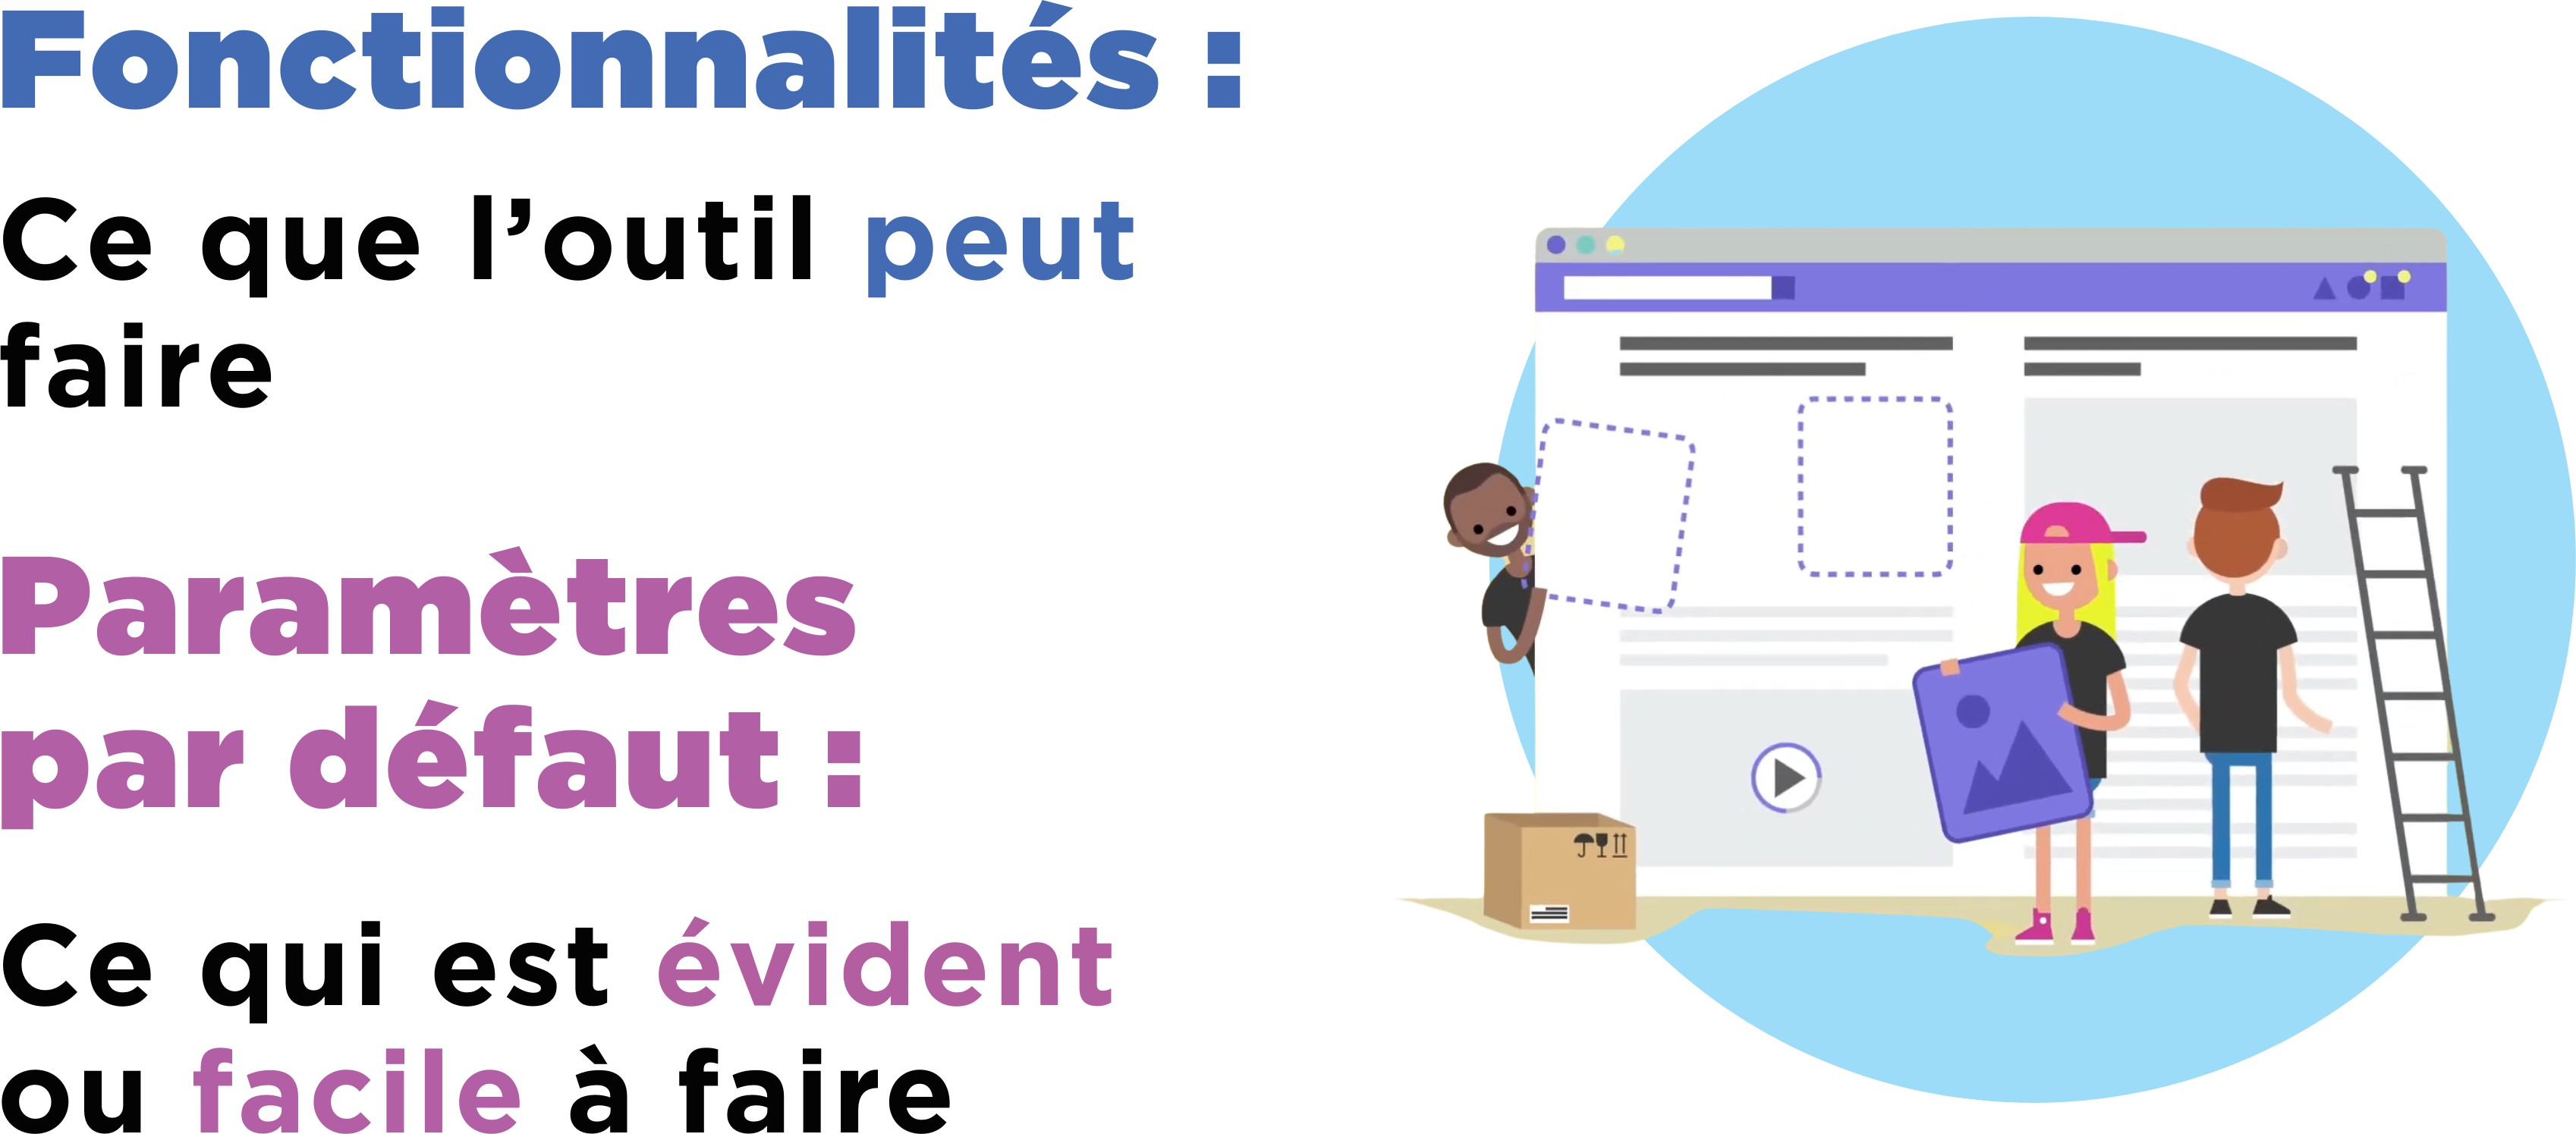 Fonctionnalités :
Ce que l’outil peut
faire
Paramètres
par défaut :
Ce qui est évident
ou facile à faire